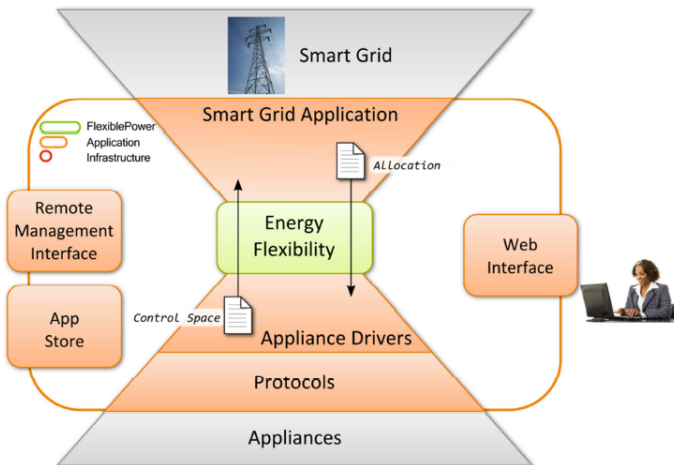 Smart Grid
Smart Grid Application
FlexiblePower
Application
Infrastructure
Allocation
Remote
Management
Interface
Energy
Flexibility
Web
Interface
App
Store
Control Space
Appliance Drivers
Protocols
Appliances